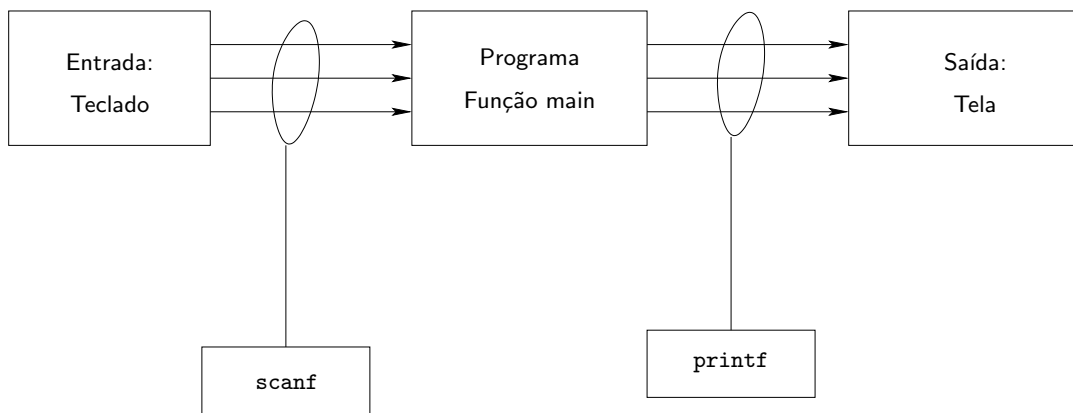 Entrada:
Teclado
Programa
Função main
Saída:
Tela
scanf
printf